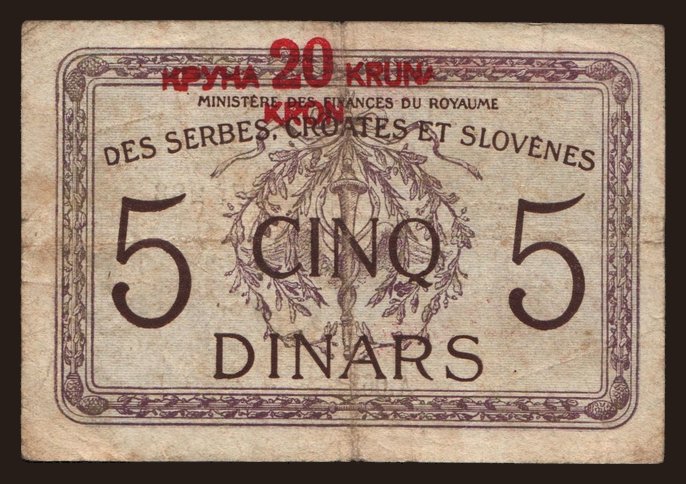 КРУНА 20 KRUNA
MINISTÈRE DES FINANCES DU ROYAUME
KRON
DES SERBES, CROATES ET SLOVÈNES
5 CINQ 5
DINARS